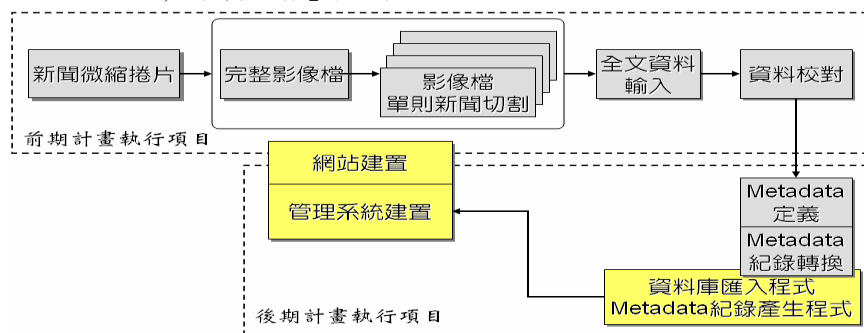 新聞微縮捲片
完整影像檔
影像檔
單則新聞切割
全文資料
輸入
資料校對
前期計畫執行項目
網站建置
管理系統建置
Metadata
定義
Metadata
紀錄轉換
資料庫匯入程式
Metadata紀錄產生程式
後期計畫執行項目